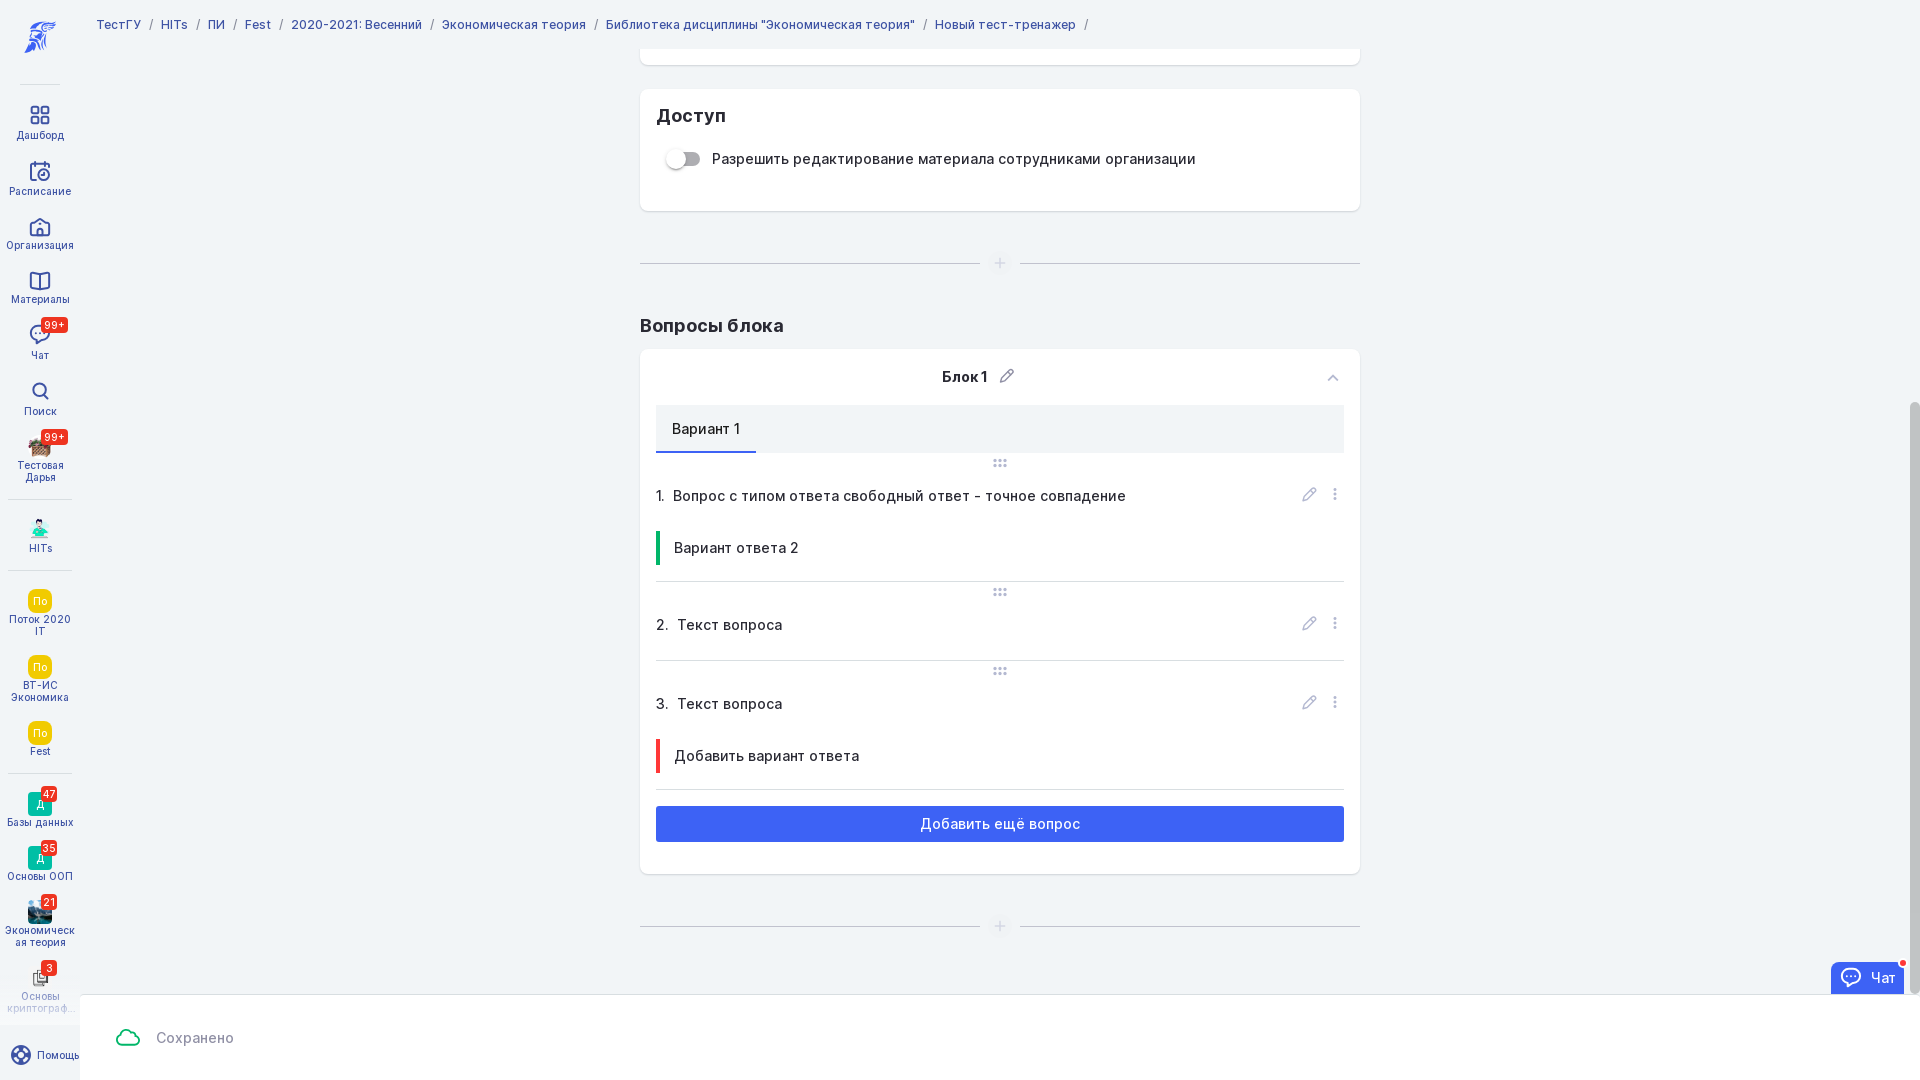 ТестГУ / HITs / ПИ / Fest / 2020-2021: Весенний / Экономическая теория / Библиотека дисциплины "Экономическая теория" / Новый тест-тренажер /
Дашборд
Расписание
Организация
Материалы
99+
Чат
Поиск
99+
Тестовая
Дарья
HITs
По
Поток 2020
IT
По
ВТ-ИС
Экономика
По
Fest
47
Д
Базы данных
35
Д
Основы ООП
21
Экономическ
ая теория
3
Основы
криптограф...
Помощь
Доступ
Разрешить редактирование материала сотрудниками организации
Вопросы блока
Блок 1
Вариант 1
1. Вопрос с типом ответа свободный ответ - точное совпадение
Вариант ответа 2
2. Текст вопроса
3. Текст вопроса
Добавить вариант ответа
Добавить ещё вопрос
Чат
Сохранено